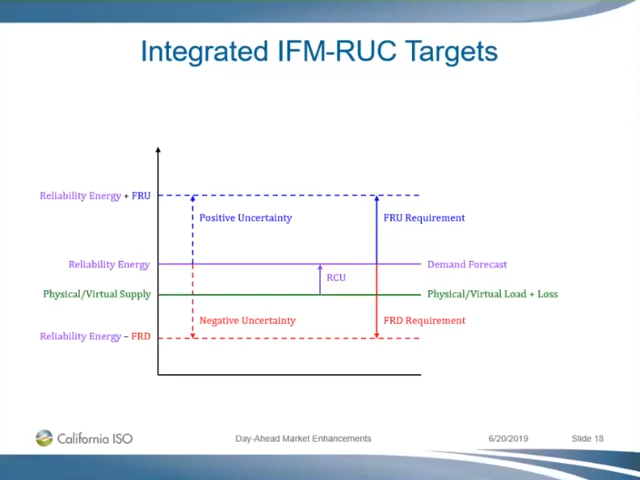 Integrated IFM-RUC Targets
Reliability Energy + FRU
Positive Uncertainty
FRU Requirement
Reliability Energy
Demand Forecast
RCU
Physical/Virtual Supply
Physical/Virtual Load + Loss
Negative Uncertainty
FRD Requirement
Reliability Energy − FRD
California ISO
Day-Ahead Market Enhancements
6/20/2019
Slide 18